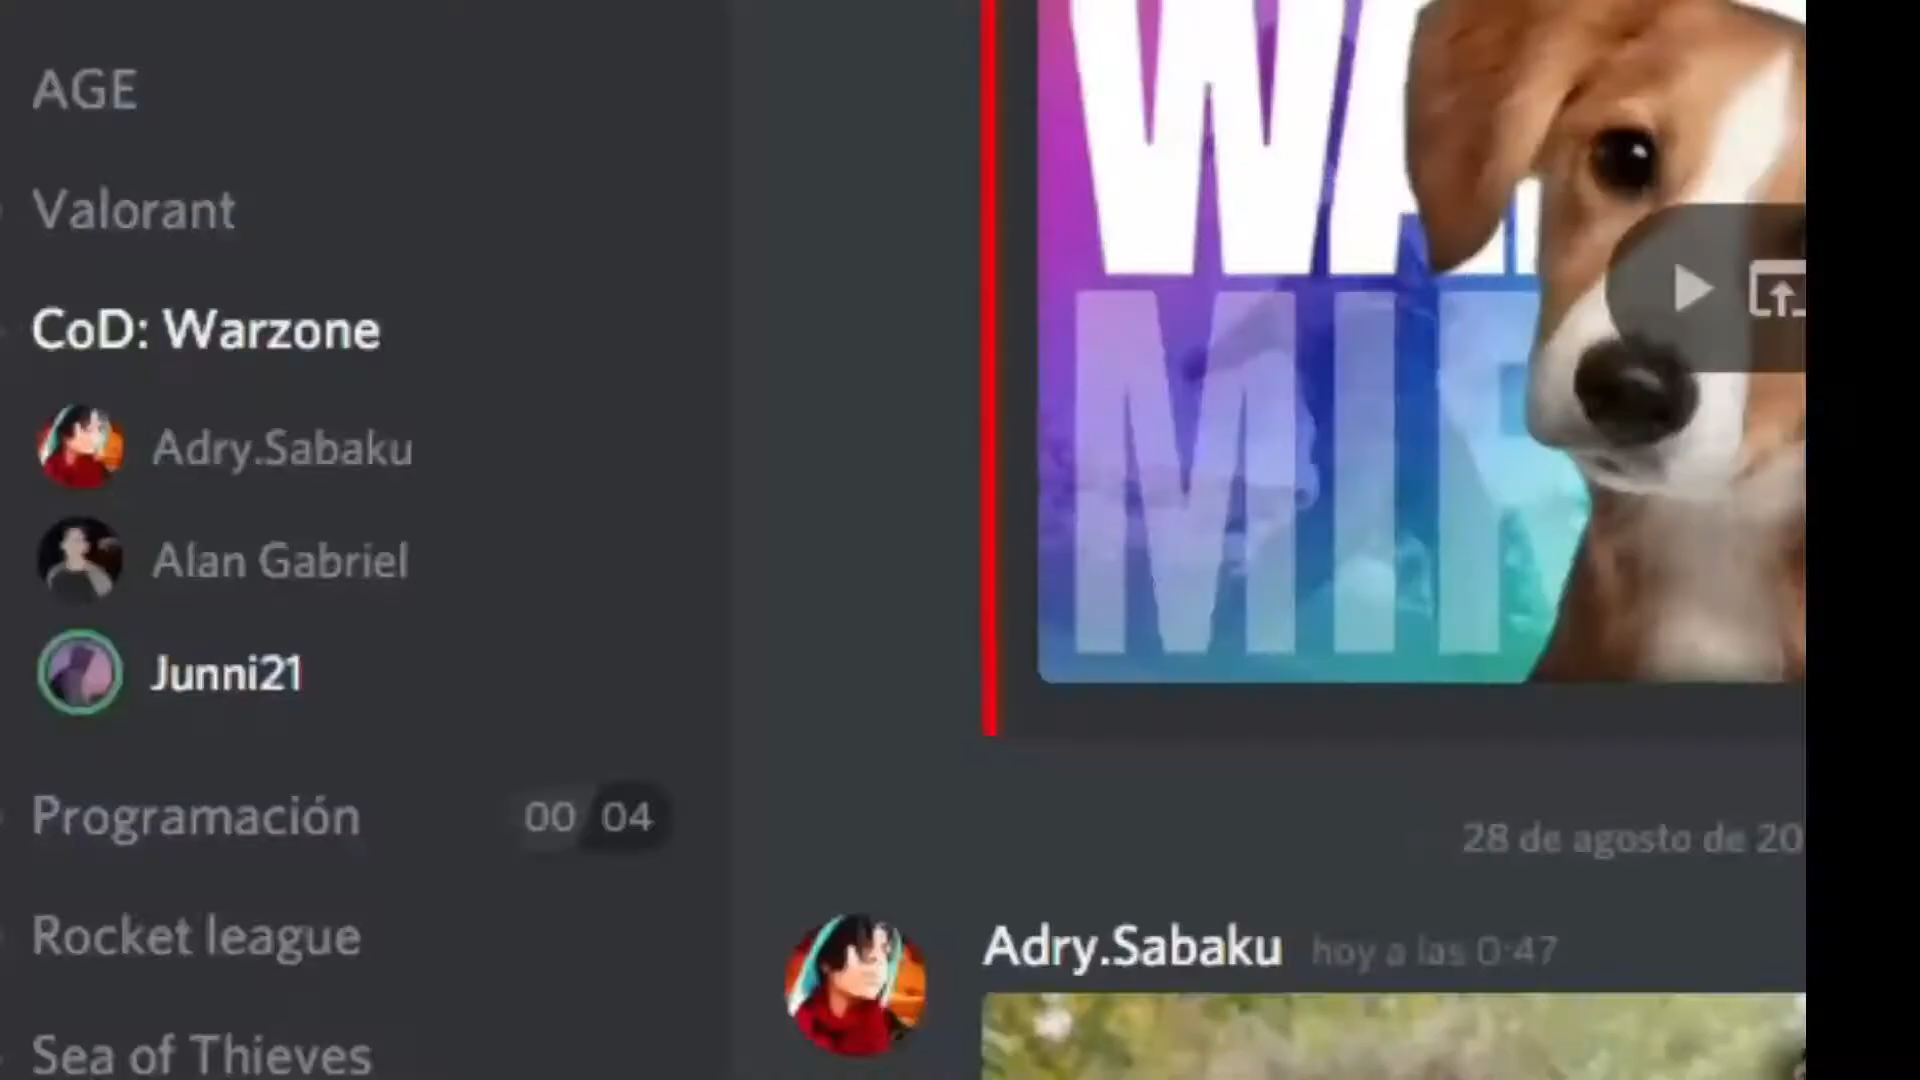 AGE
Valorant
CoD: Warzone
Adry.Sabaku
Alan Gabriel
Junni21
Programación 00 04
Rocket league
Sea of Thieves
28 de agosto de 20
Adry.Sabaku hoy a las 0:47